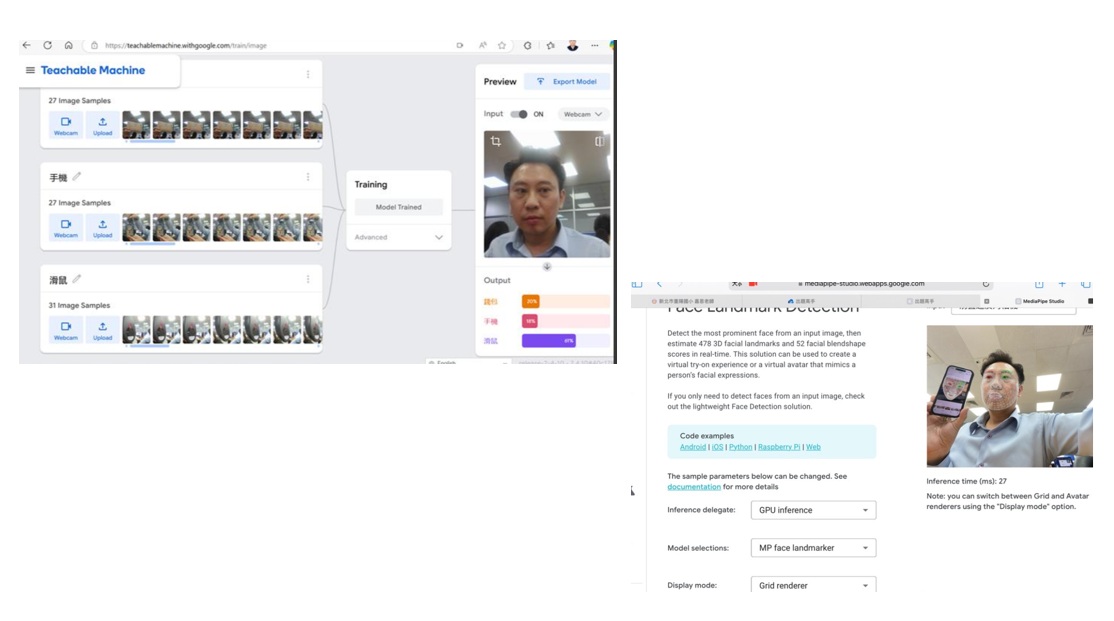 https://teachablemachine.withgoogle.com/train/image
Teachable Machine
27 Image Samples
Webcam
Upload
手機
27 Image Samples
Webcam
Upload
滑鼠
31 Image Samples
Webcam
Upload
Training
Model Trained
Advanced
Preview
Export Model
Input
ON
Webcam
Output
手機
滑鼠
English
mediapipe-studio.webapps.google.com
MediaPipe Studio
Face Landmark Detection
Detect the most prominent face from an input image, then
estimate 478 3D facial landmarks and 52 facial blendshape
scores in real-time. This solution can be used to create a
virtual try-on experience or a virtual avatar that mimics a
person's facial expressions.
If you only need to detect faces from an input image, check
out the lightweight Face Detection solution.
Code examples
Android | iOS | Python | Raspberry Pi | Web
The sample parameters below can be changed. See
documentation for more details
Inference delegate:
GPU inference
Model selections:
MP face landmarker
Display mode:
Grid renderer
Inference time (ms): 27
Note: you can switch between Grid and Avatar
renderers using the "Display mode" option.